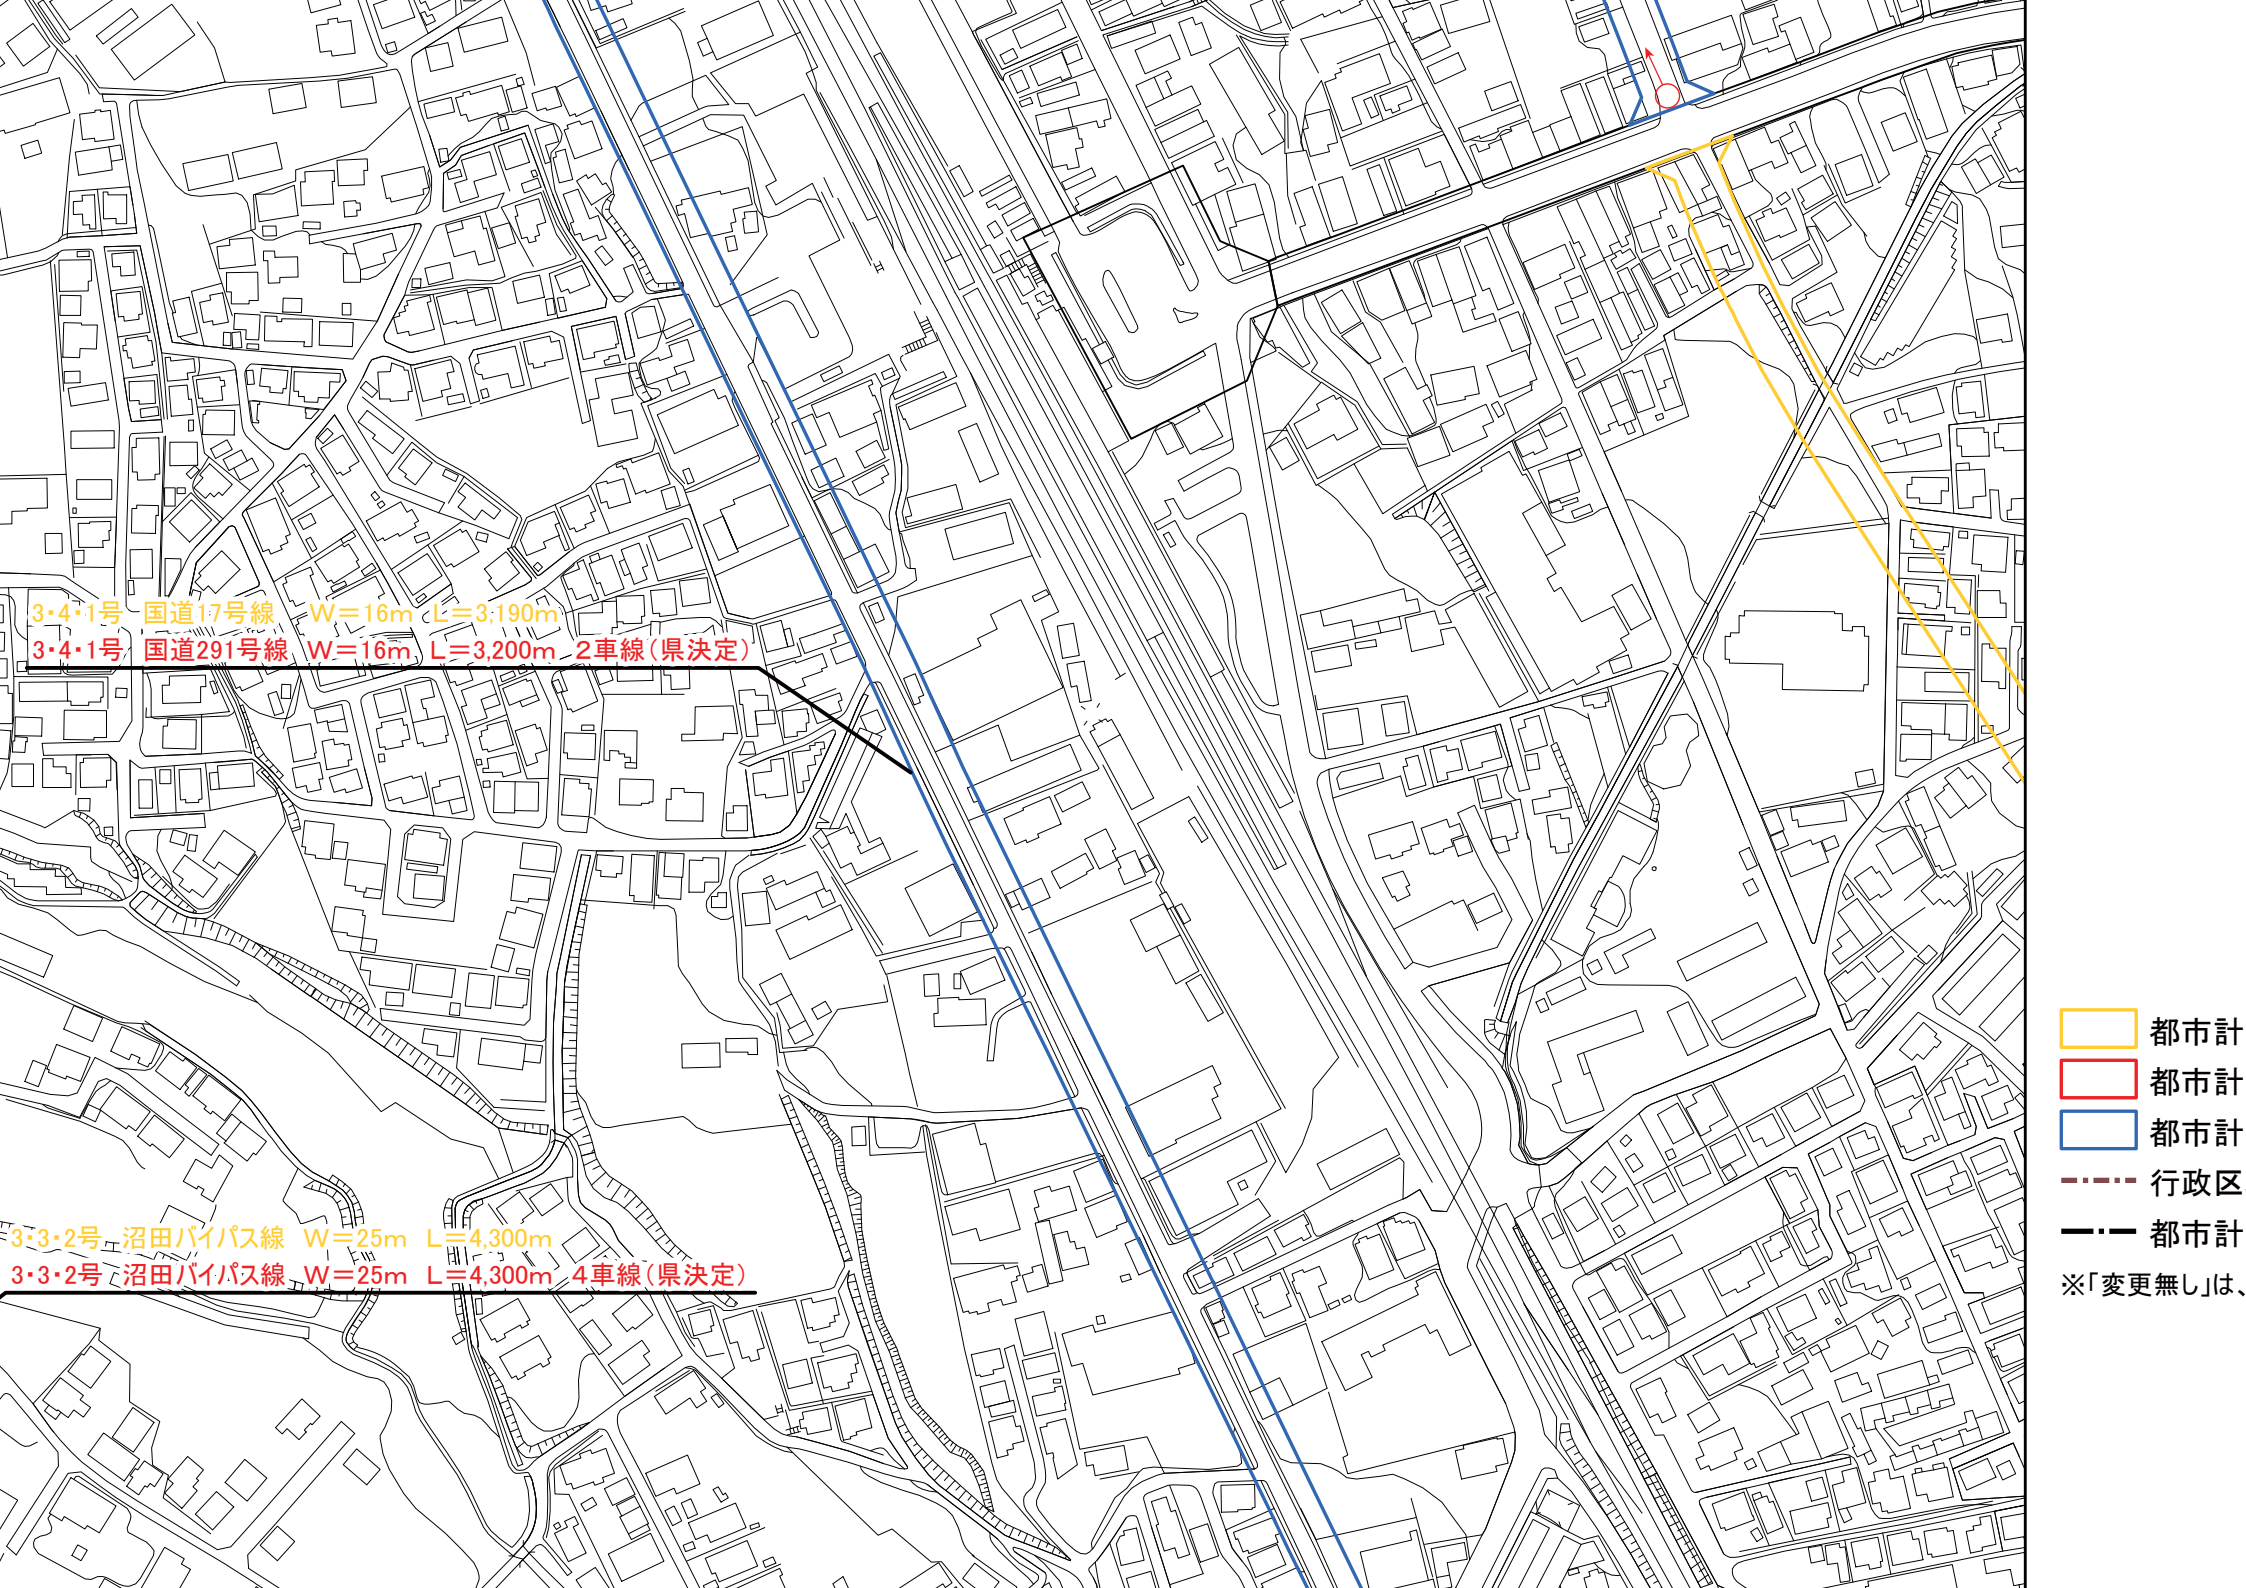 3・4・1号 国道17号線 W=16m L=3,190m
3・4・1号 国道291号線 W=16m L=3,200m 2車線(県決定)
3・3・2号 沼田バイパス線 W=25m L=4,300m
3・3・2号 沼田バイパス線 W=25m L=4,300m 4車線(県決定)
都市計
都市計
都市計
行政区
都市計
※「変更無し」は、